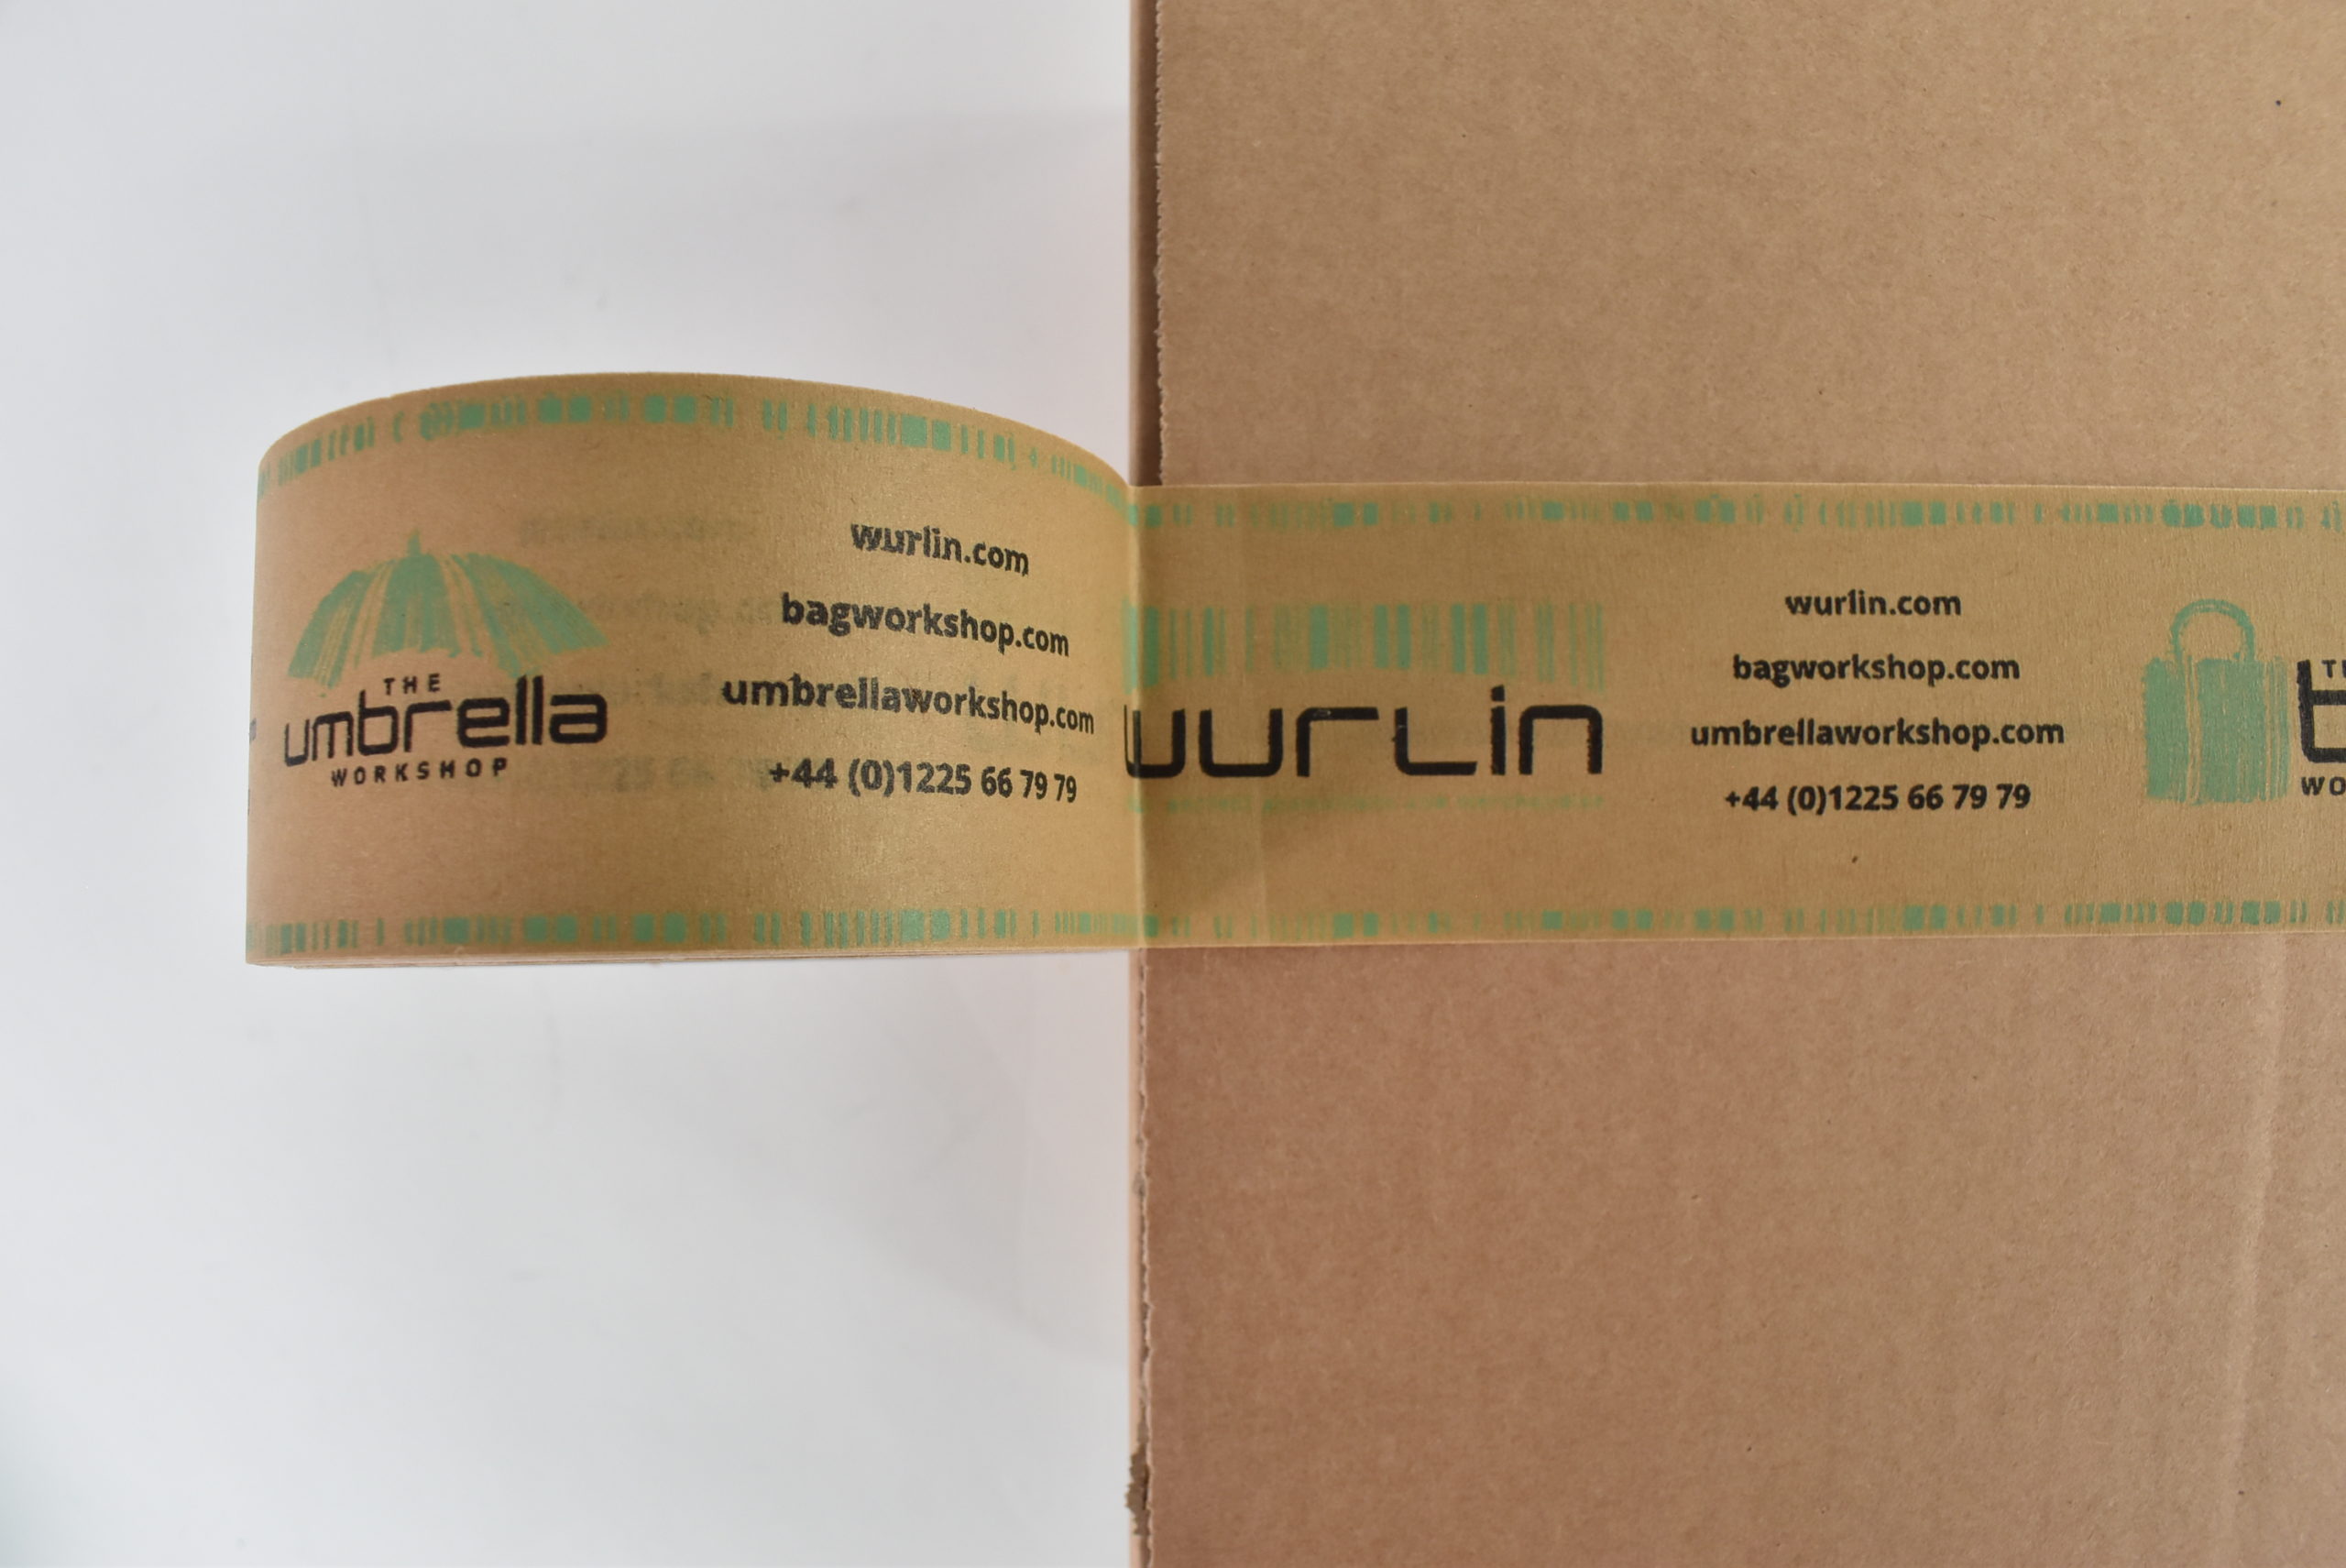 THE
umbrella
WORKSHOP
wurlin.com
bagworkshop.com
umbrellaworkshop.com
+44 (0)1225 66 79 79
wurlin
wurlin.com
bagworkshop.com
umbrellaworkshop.com
+44 (0)1225 66 79 79